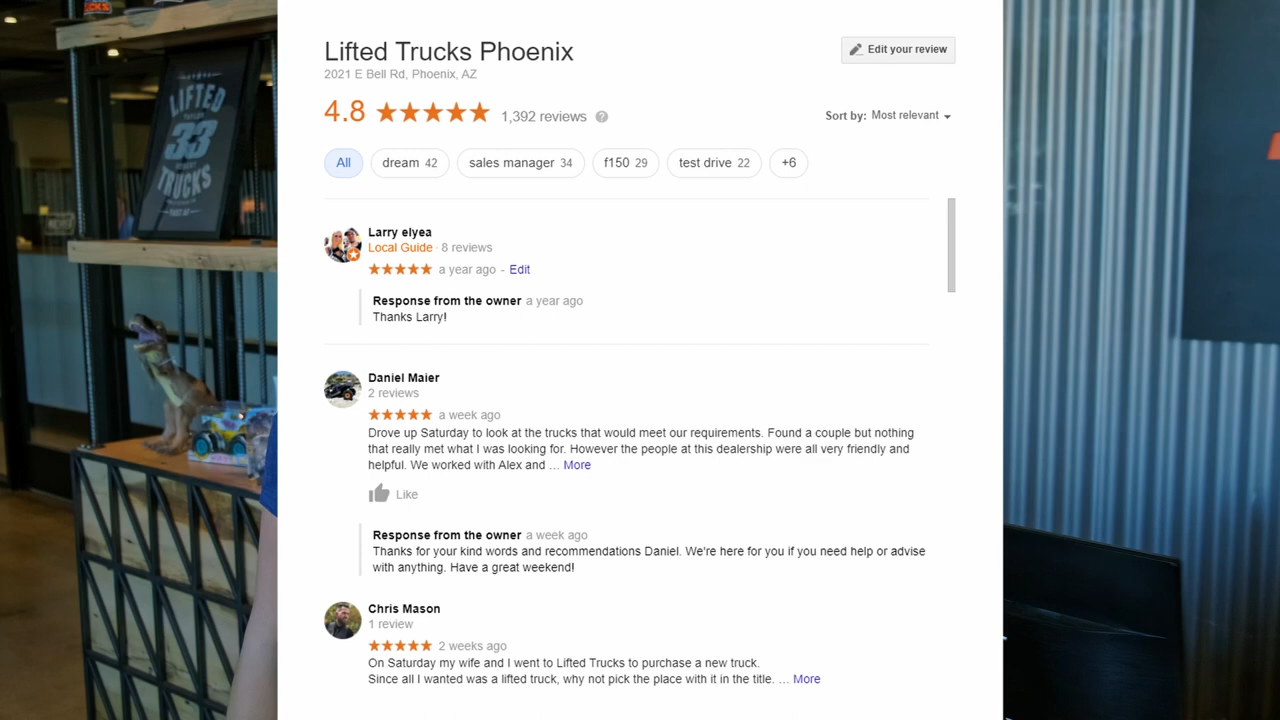 Lifted Trucks Phoenix
Edit your review
2021 E Bell Rd, Phoenix, AZ
4.8 1,392 reviews
Sort by: Most relevant
All
dream 42
sales manager 34
f150 29
test drive 22
+6
Larry elyea
Local Guide · 8 reviews
a year ago - Edit
Response from the owner a year ago
Thanks Larry!
Daniel Maier
2 reviews
a week ago
Drove up Saturday to look at the trucks that would meet our requirements. Found a couple but nothing
that really met what I was looking for. However the people at this dealership were all very friendly and
helpful. We worked with Alex and ... More
Like
Response from the owner a week ago
Thanks for your kind words and recommendations Daniel. We're here for you if you need help or advise
with anything. Have a great weekend!
Chris Mason
1 review
2 weeks ago
On Saturday my wife and I went to Lifted Trucks to purchase a new truck.
Since all I wanted was a lifted truck, why not pick the place with it in the title. ... More
LIFTED
33
TRUCKS